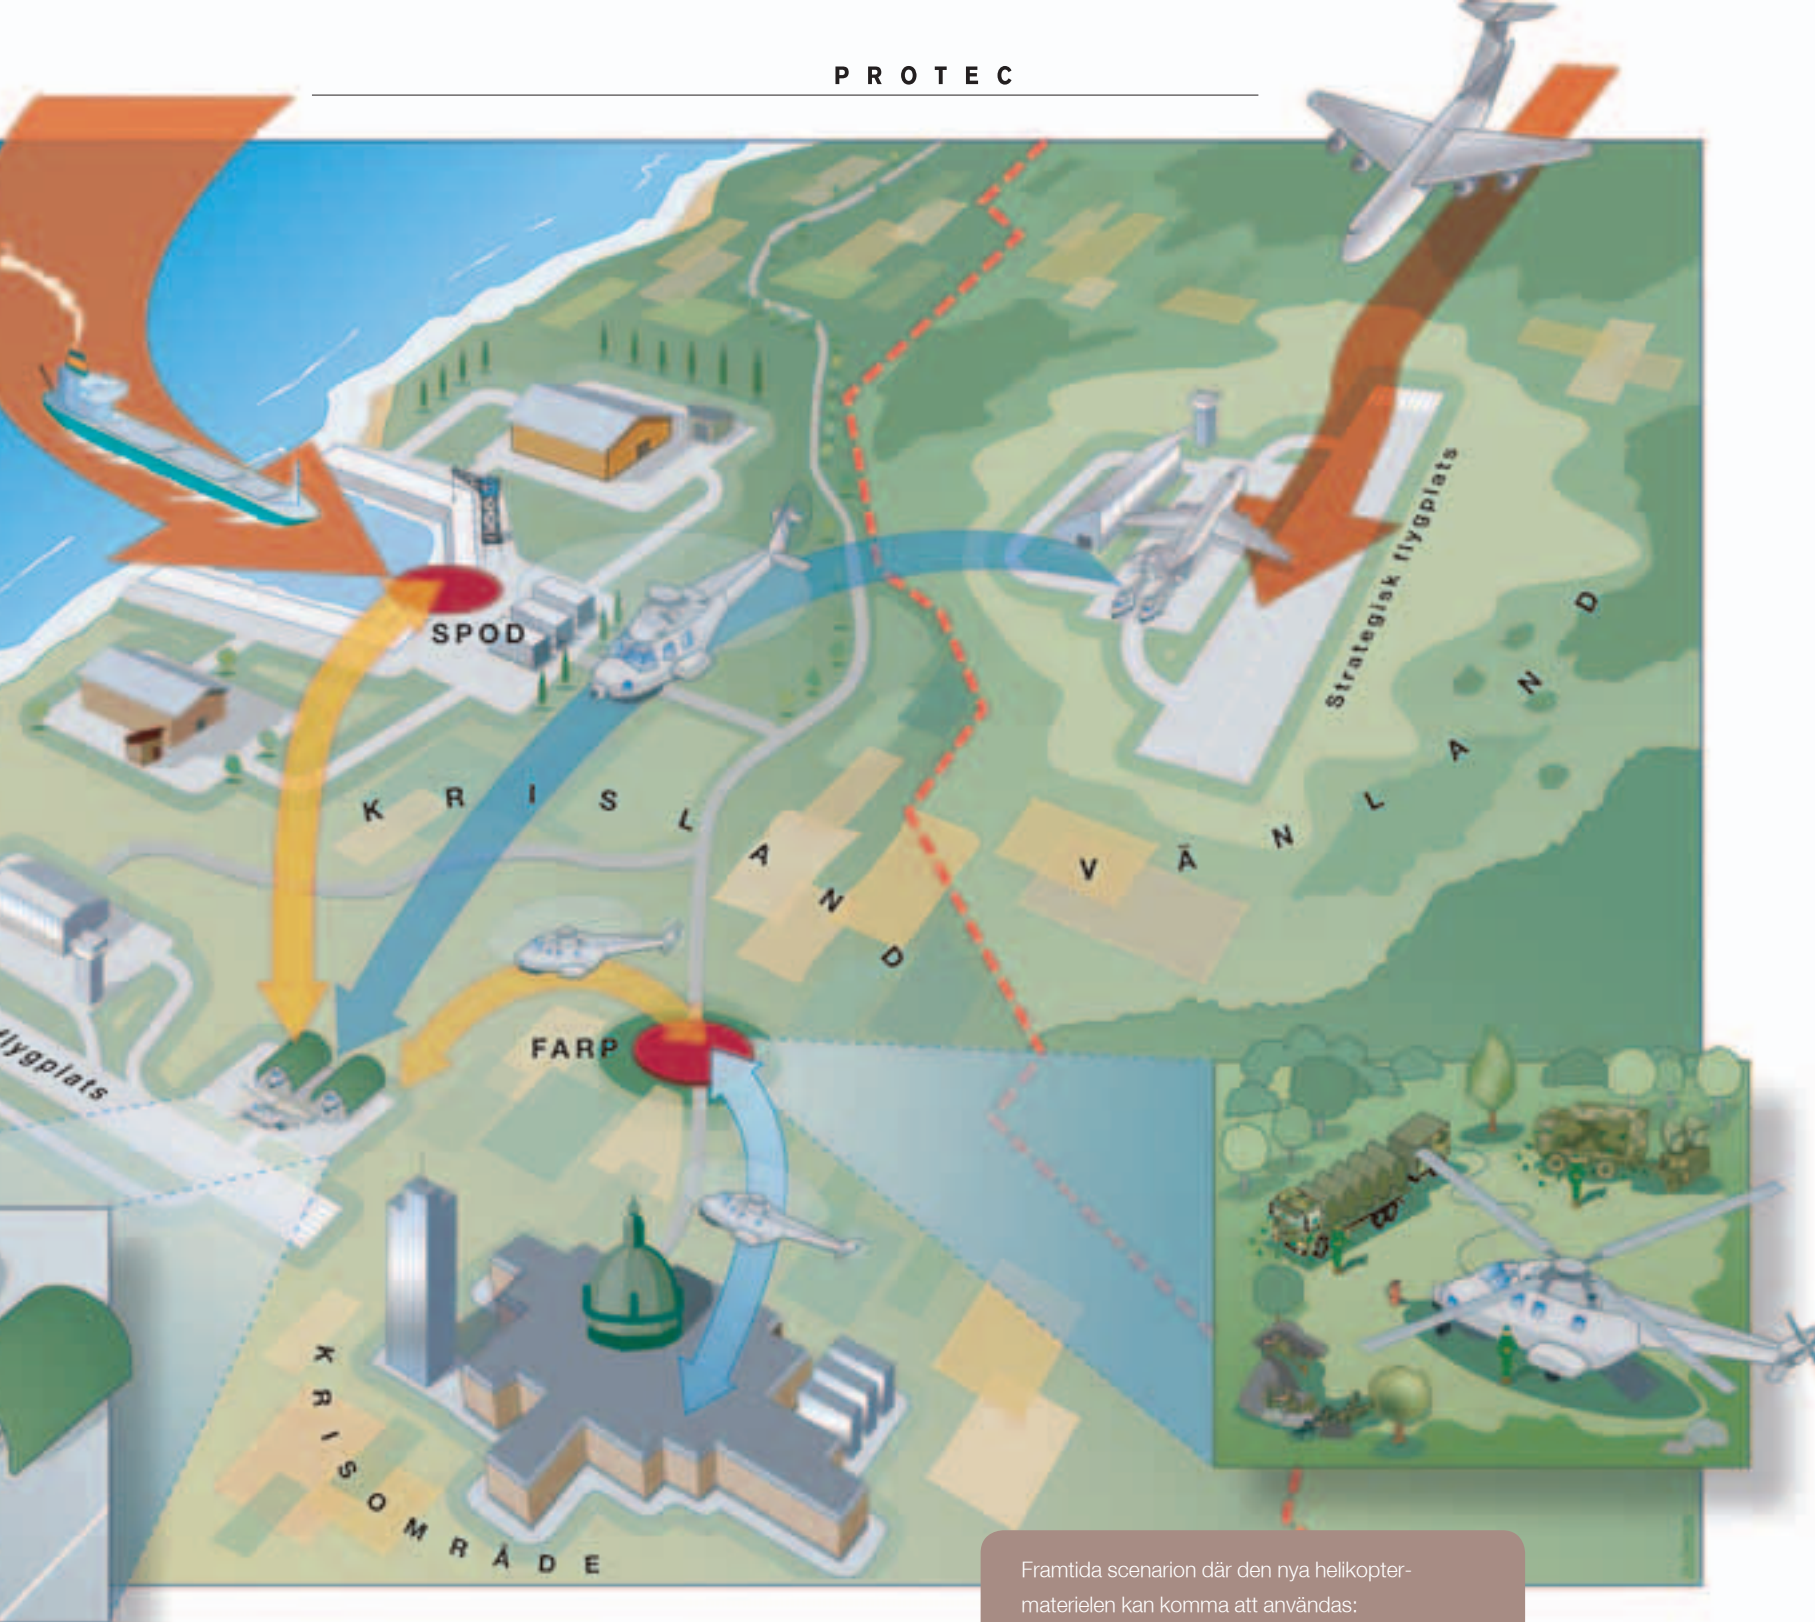 PROTEC
SPOD
Strategisk flygplats
KRISLAND
VÄNLAND
FARP
flygplats
KRISOMRÅDE
Framtida scenarion där den nya helikopter-
materielen kan komma att användas: